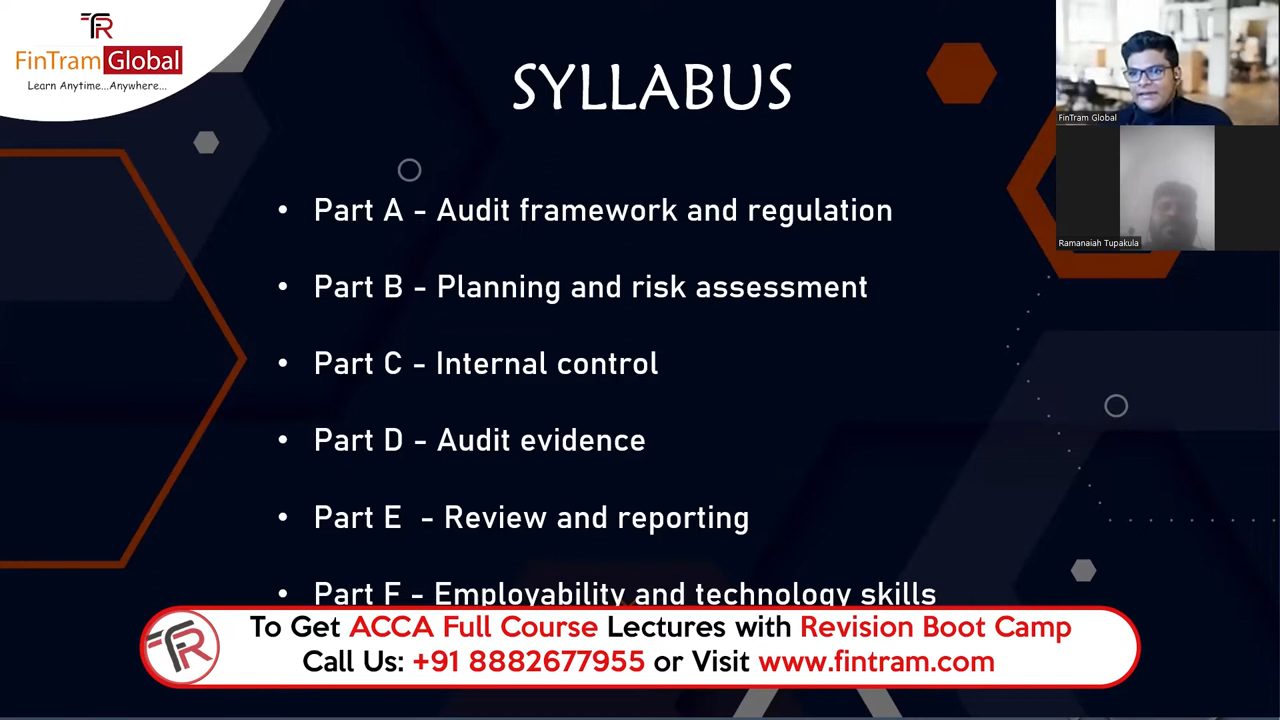 FR
FinTram Global
Learn Anytime...Anywhere...
SYLLABUS
FinTram Global
Ramanaiah Tupakula
• Part A - Audit framework and regulation
• Part B - Planning and risk assessment
• Part C - Internal control
• Part D - Audit evidence
• Part E - Review and reporting
• Part F - Employability and technology skills
FR
To Get ACCA Full Course Lectures with Revision Boot Camp
Call Us: +91 8882677955 or Visit www.fintram.com